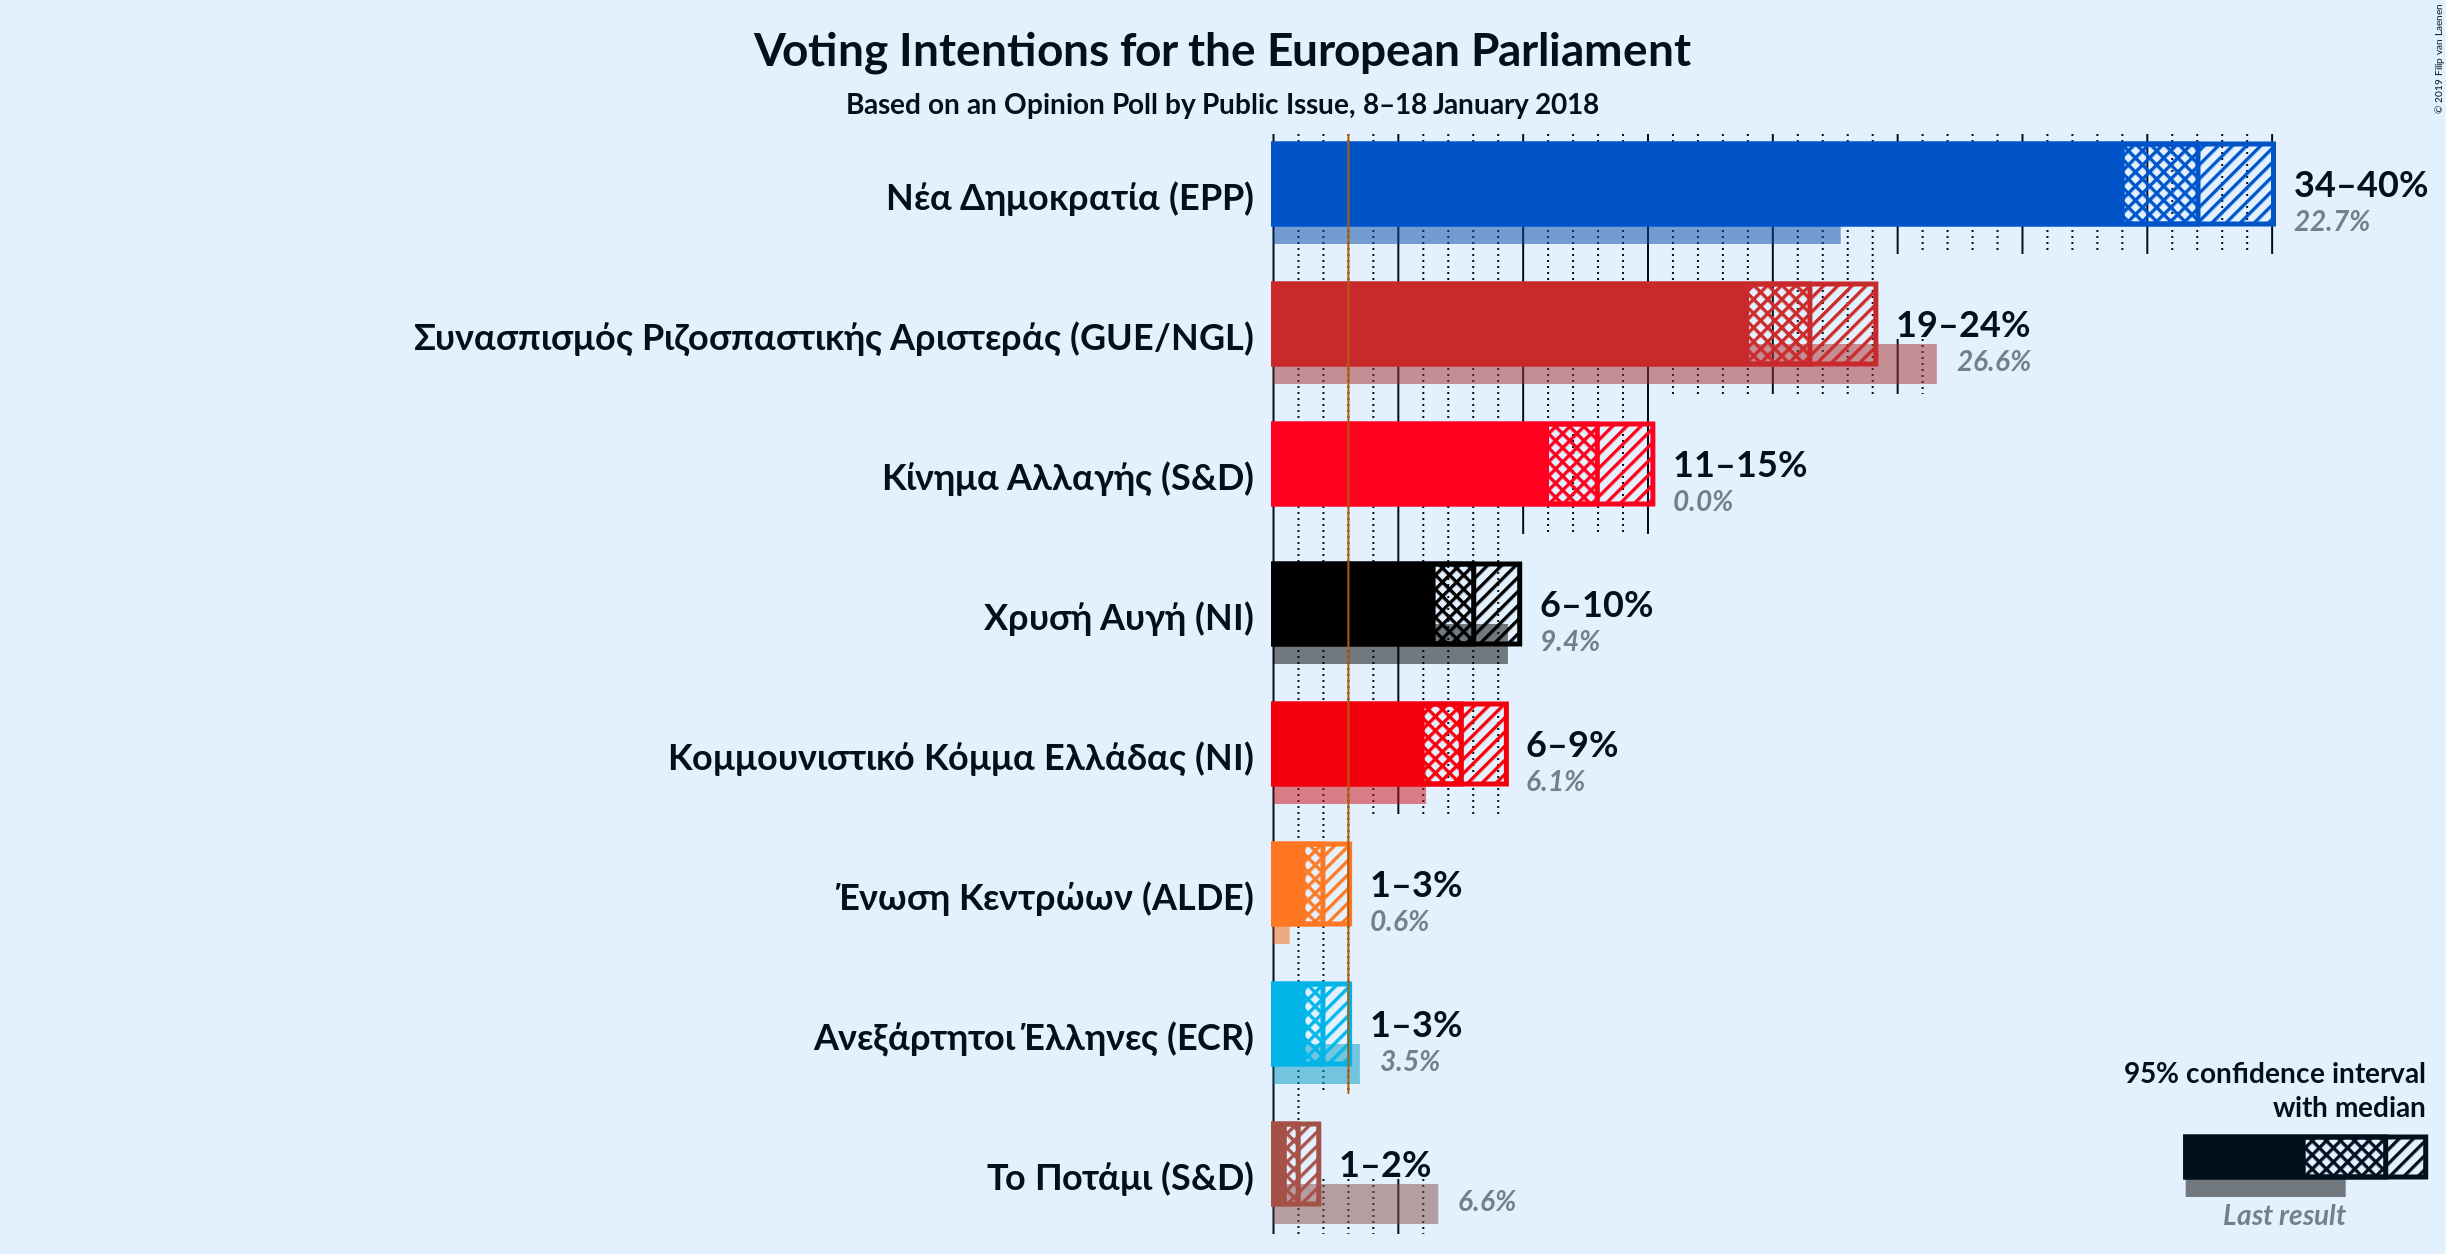 Voting Intentions for the European Parliament
Based on an Opinion Poll by Public Issue, 8–18 January 2018
© 2019 Filip van Laenen
Νέα Δημοκρατία (EPP)
34–40%
22.7%
Συνασπισμός Ριζοσπαστικής Αριστεράς (GUE/NGL)
19–24%
26.6%
Κίνημα Αλλαγής (S&D)
11–15%
0.0%
Χρυσή Αυγή (NI)
6–10%
9.4%
Κομμουνιστικό Κόμμα Ελλάδας (NI)
6–9%
6.1%
Ένωση Κεντρώων (ALDE)
1–3%
0.6%
Ανεξάρτητοι Έλληνες (ECR)
1–3%
3.5%
Το Ποτάμι (S&D)
1–2%
6.6%
95% confidence interval
with median
Last result